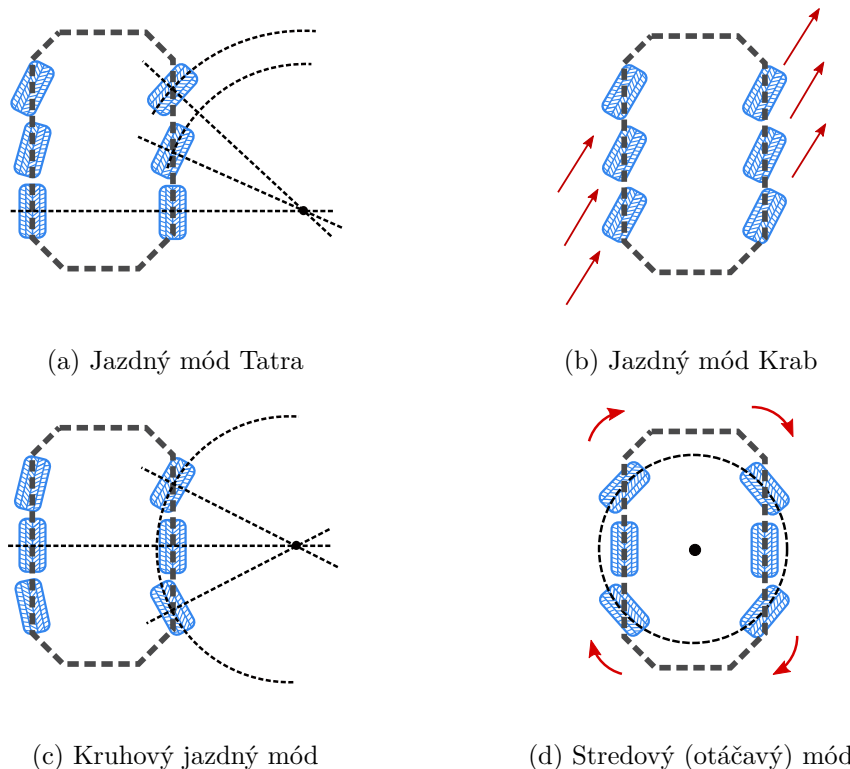 (a) Jazdný mód Tatra
(b) Jazdný mód Krab
(c) Kruhový jazdný mód
(d) Stredový (otáčavý) mód